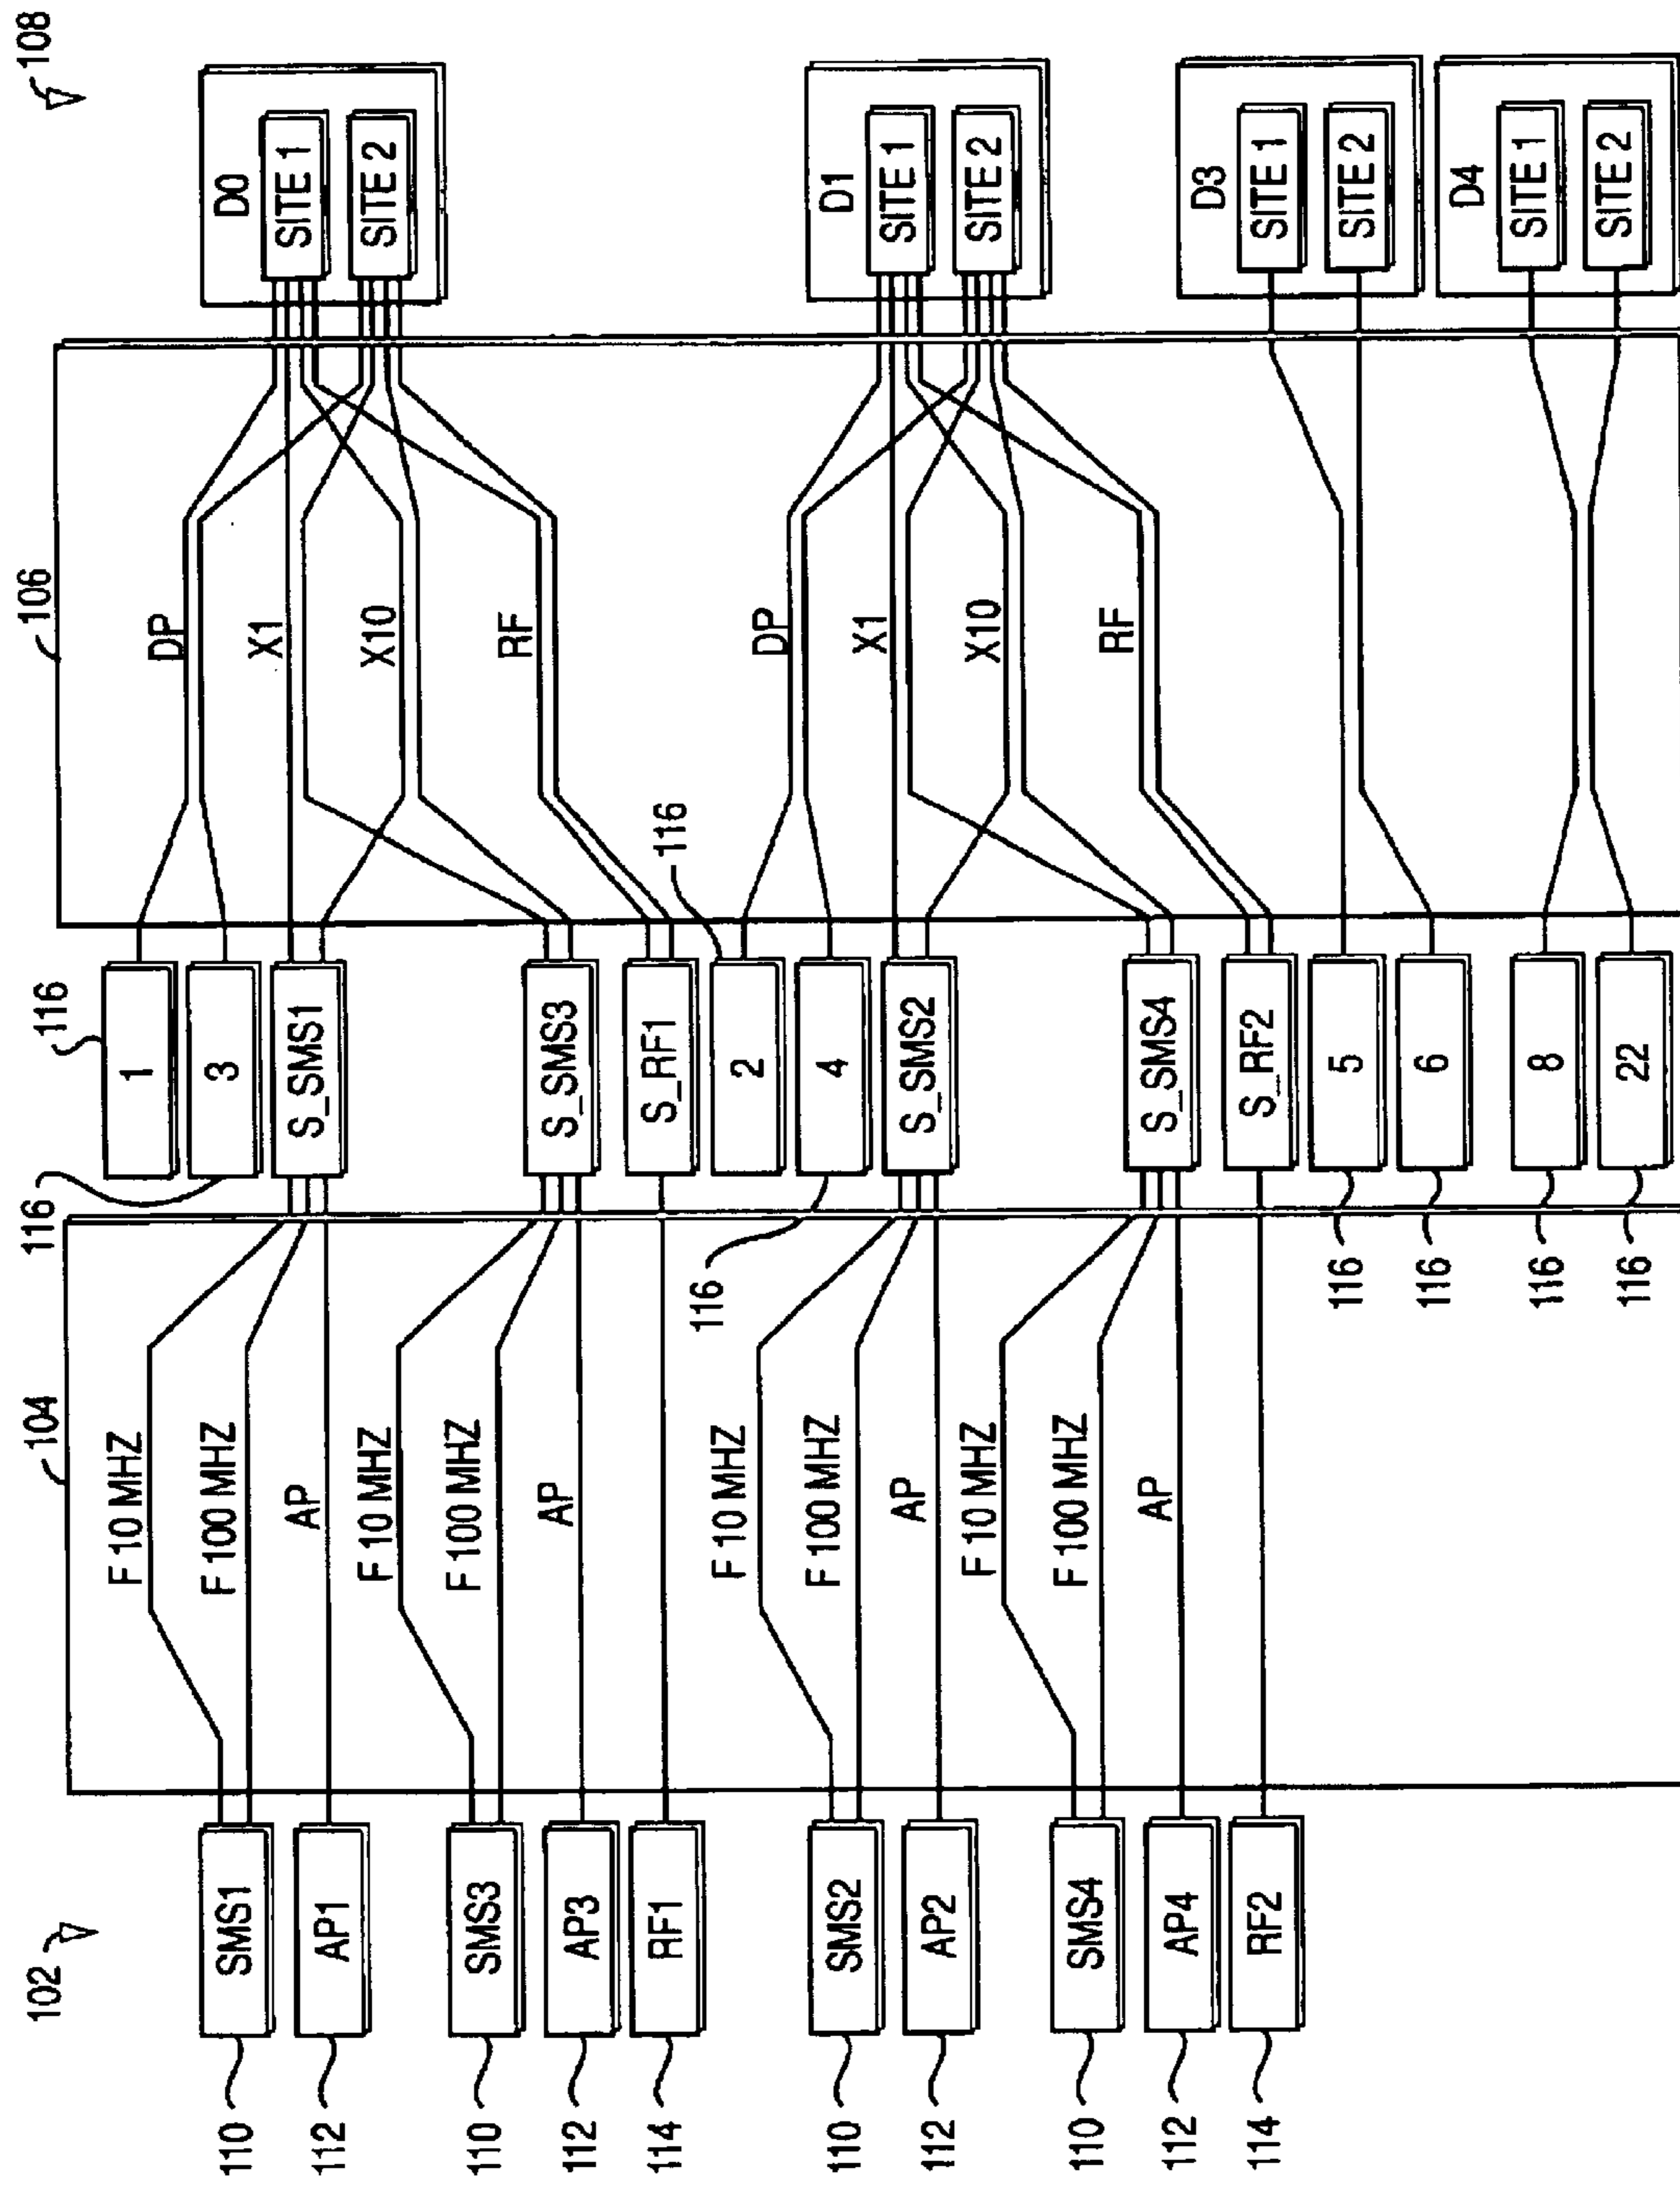 102
104
106
108
110
SMS1
F 10 MHZ
F 100 MHZ
112
AP1
AP
110
SMS3
F 10 MHZ
F 100 MHZ
112
AP3
AP
114
RF1
110
SMS2
F 10 MHZ
F 100 MHZ
112
AP2
AP
110
SMS4
F 10 MHZ
F 100 MHZ
112
AP4
AP
114
RF2
116
1
116
3
S_SMS1
S_SMS3
S_RF1
116
2
116
4
S_SMS2
S_SMS4
S_RF2
116
5
116
6
116
8
116
22
DP
X1
X10
RF
DP
X1
X10
RF
D0
SITE 1
SITE 2
D1
SITE 1
SITE 2
D3
SITE 1
SITE 2
D4
SITE 1
SITE 2